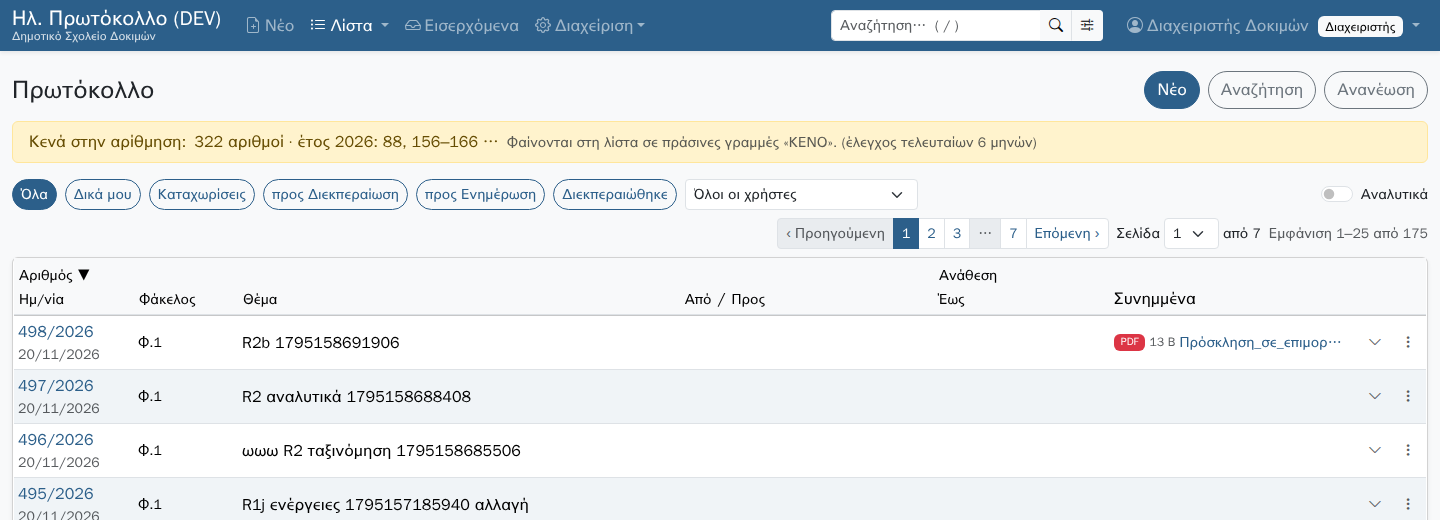 Ηλ. Πρωτόκολλο (DEV)
Δημοτικό Σχολείο Δοκιμών
Νέο
Λίστα
Εισερχόμενα
Διαχείριση
Αναζήτηση… ( / )
Διαχειριστής Δοκιμών
Διαχειριστής
Πρωτόκολλο
Νέο
Αναζήτηση
Ανανέωση
Κενά στην αρίθμηση: 322 αριθμοί · έτος 2026: 88, 156–166 … Φαίνονται στη λίστα σε πράσινες γραμμές «ΚΕΝΟ». (έλεγχος τελευταίων 6 μηνών)
Όλα
Δικά μου
Καταχωρίσεις
προς Διεκπεραίωση
προς Ενημέρωση
Διεκπεραιώθηκε
Όλοι οι χρήστες
Αναλυτικά
‹ Προηγούμενη 1 2 3 … 7 Επόμενη › Σελίδα 1 από 7 Εμφάνιση 1–25 από 175
Αριθμός ▼ Ανάθεση
Ημ/νία Φάκελος Θέμα Από / Προς Έως Συνημμένα
498/2026
20/11/2026
Φ.1
R2b 1795158691906
PDF 13 B Πρόσκληση_σε_επιμορ…
497/2026
20/11/2026
Φ.1
R2 αναλυτικά 1795158688408
496/2026
20/11/2026
Φ.1
ωωω R2 ταξινόμηση 1795158685506
495/2026
20/11/2026
Φ.1
R1j ενέργειες 1795157185940 αλλαγή